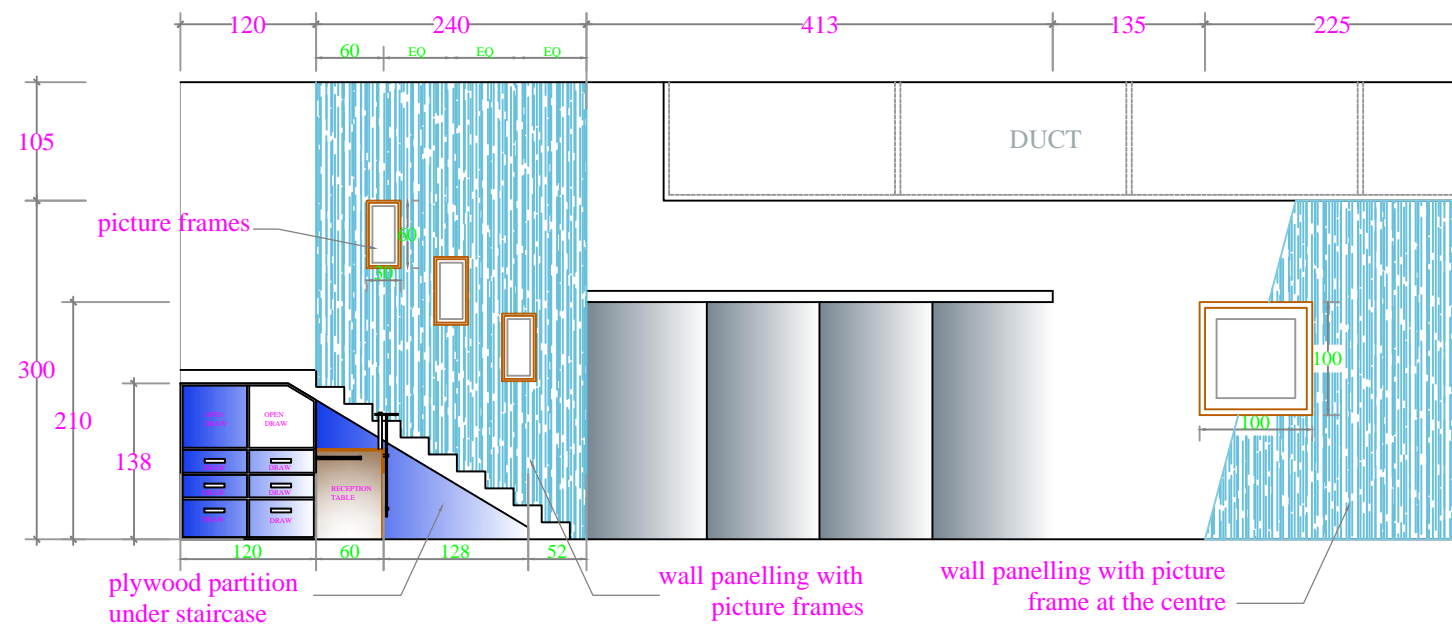 120
240
413
135
225
60
EQ
EQ
EQ
105
DUCT
picture frames
60
30
300
100
210
OPEN
DRAW
100
138
DRAW
RECEPTION
TABLE
DRAW
DRAW
120
60
128
52
plywood partition
under staircase
wall panelling with
picture frames
wall panelling with picture
frame at the centre